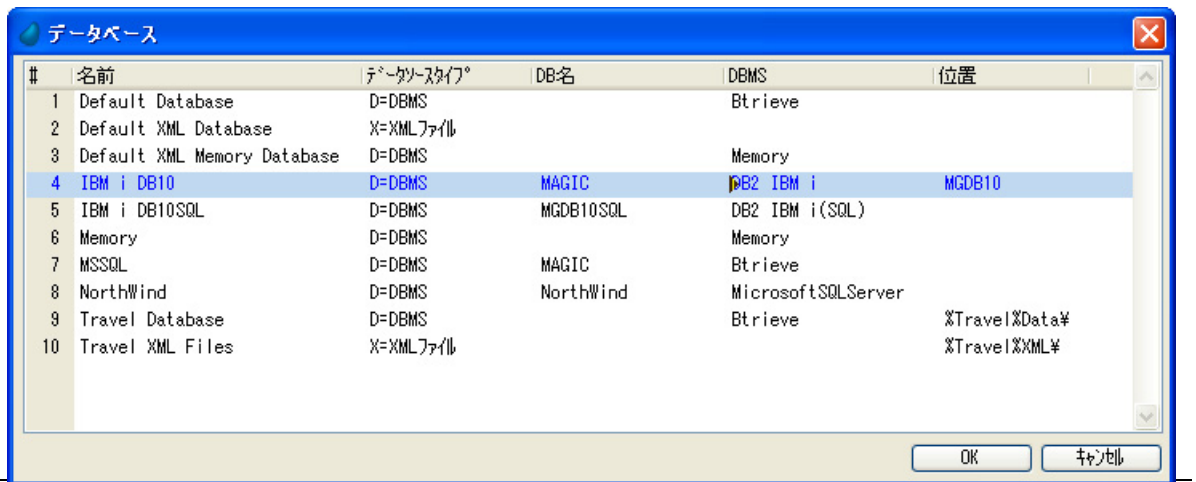 データベース
# 名前 ﾃﾞｰﾀｿｰｽﾀｲﾌﾟ DB名 DBMS 位置
1 Default Database D=DBMS Btrieve
2 Default XML Database X=XMLﾌｧｲﾙ
3 Default XML Memory Database D=DBMS Memory
4 IBM i DB10 D=DBMS MAGIC DB2 IBM i MGDB10
5 IBM i DB10SQL D=DBMS MGDB10SQL DB2 IBM i(SQL)
6 Memory D=DBMS Memory
7 MSSQL D=DBMS MAGIC Btrieve
8 NorthWind D=DBMS NorthWind MicrosoftSQLServer
9 Travel Database D=DBMS Btrieve %Travel%Data¥
10 Travel XML Files X=XMLﾌｧｲﾙ %Travel%XML¥
OK ｷｬﾝｾﾙ